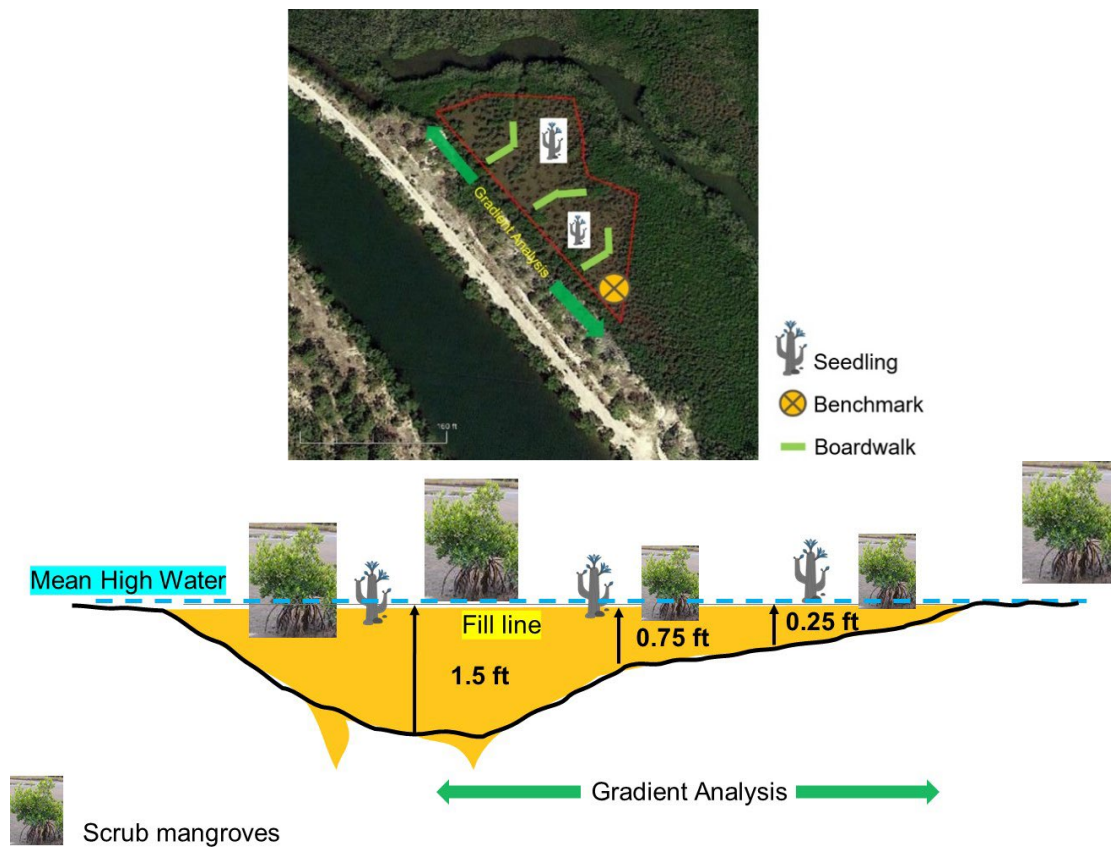 Gradient Analysis
160 ft
Seedling
Benchmark
Boardwalk
Mean High Water
Fill line
0.25 ft
0.75 ft
1.5 ft
Gradient Analysis
Scrub mangroves